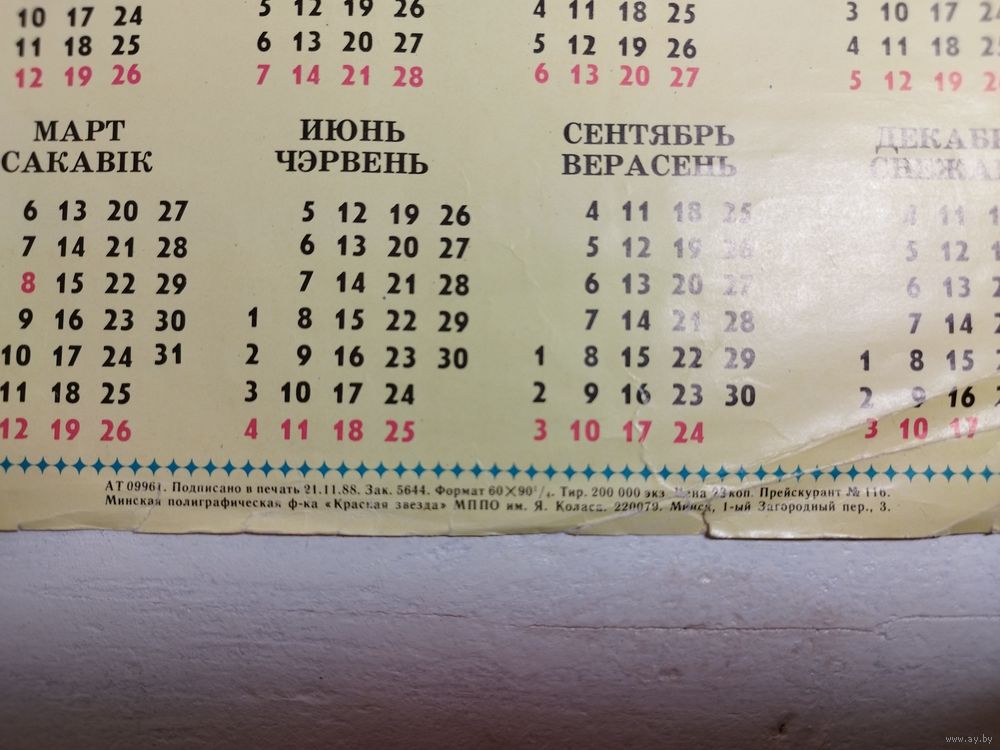 10 17 24 5 12 19 26 4 11 18 25 3 10 17 24
11 18 25 6 13 20 27 5 12 19 26 4 11 18 25
12 19 26 7 14 21 28 6 13 20 27 5 12 19
МАРТ ИЮНЬ СЕНТЯБРЬ ДЕКАБ
САКАВІК ЧЭРВЕНЬ ВЕРАСЕНЬ СНЕЖА
6 13 20 27 5 12 19 26 4 11 18 25 4 11
7 14 21 28 6 13 20 27 5 12 19 26 5 12
8 15 22 29 7 14 21 28 6 13 20 27 6 13
9 16 23 30 1 8 15 22 29 7 14 21 28 7 14
10 17 24 31 2 9 16 23 30 1 8 15 22 29 1 8 15
11 18 25 3 10 17 24 2 9 16 23 30 2 9 16
12 19 26 4 11 18 25 3 10 17 24 3 10 17
АТ 09961. Подписано в печать 21.11.88. Зак. 5644. Формат 60×90 Тир. 200 000 экз. Цена 23 коп. Прейскурант № 116.
Минская полиграфическая ф-ка «Красная звезда» МППО им. Я. Коласа. 220079. Минск, 1-ый Загородный пер., 3.
www.ay.by